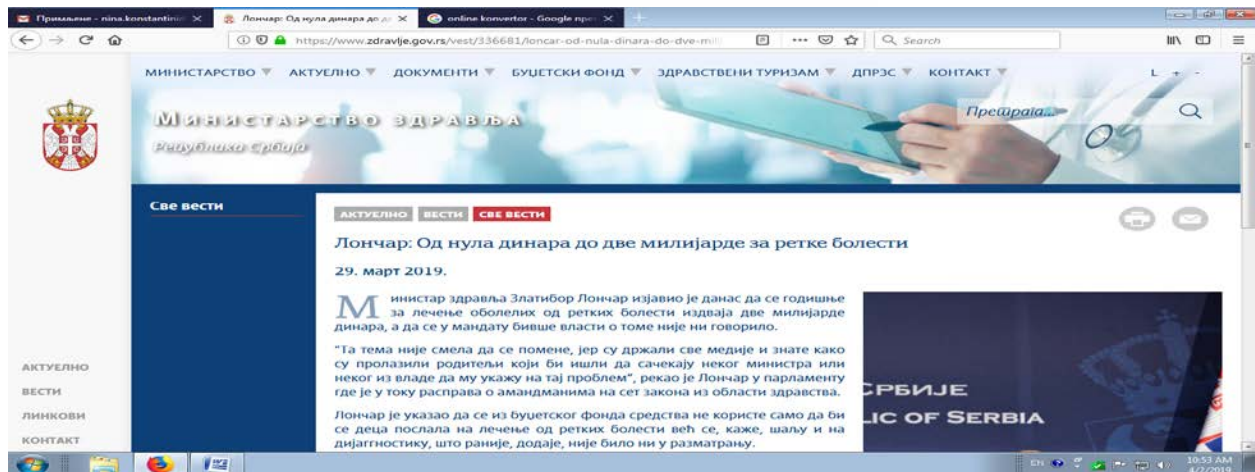 Примљене - nina.konstantin
Лончар: Од нула динара до д
online konvertor - Google пре
https://www.zdravlje.gov.rs/vest/336681/loncar-od-nula-dinara-do-dve-mili
Search
МИНИСТАРСТВО АКТУЕЛНО ДОКУМЕНТИ БУЏЕТСКИ ФОНД ЗДРАВСТВЕНИ ТУРИЗАМ ДПРЗС КОНТАКТ L + -
Министарство здравља
Република Србија
Претрага...
Све вести
АКТУЕЛНО ВЕСТИ СВЕ ВЕСТИ
Лончар: Од нула динара до две милијарде за ретке болести
29. март 2019.
Министар здравља Златибор Лончар изјавио је данас да се годишње
за лечење оболелих од ретких болести издваја две милијарде
динара, а да се у мандату бивше власти о томе није ни говорило.
"Та тема није смела да се помене, јер су држали све медије и знате како
су пролазили родитељи који би ишли да сачекају неког министра или
неког из владе да му укажу на тај проблем", рекао је Лончар у парламенту
где је у току расправа о амандманима на сет закона из области здравства.
Лончар је указао да се из буџетског фонда средства не користе само да би
се деца послала на лечење од ретких болести већ се, каже, шаљу и на
дијагностику, што раније, додаје, није било ни у разматрању.
СРБИЈЕ
LIC OF SERBIA
АКТУЕЛНО
ВЕСТИ
ЛИНКОВИ
КОНТАКТ
EN
10:53 AM
4/2/2019